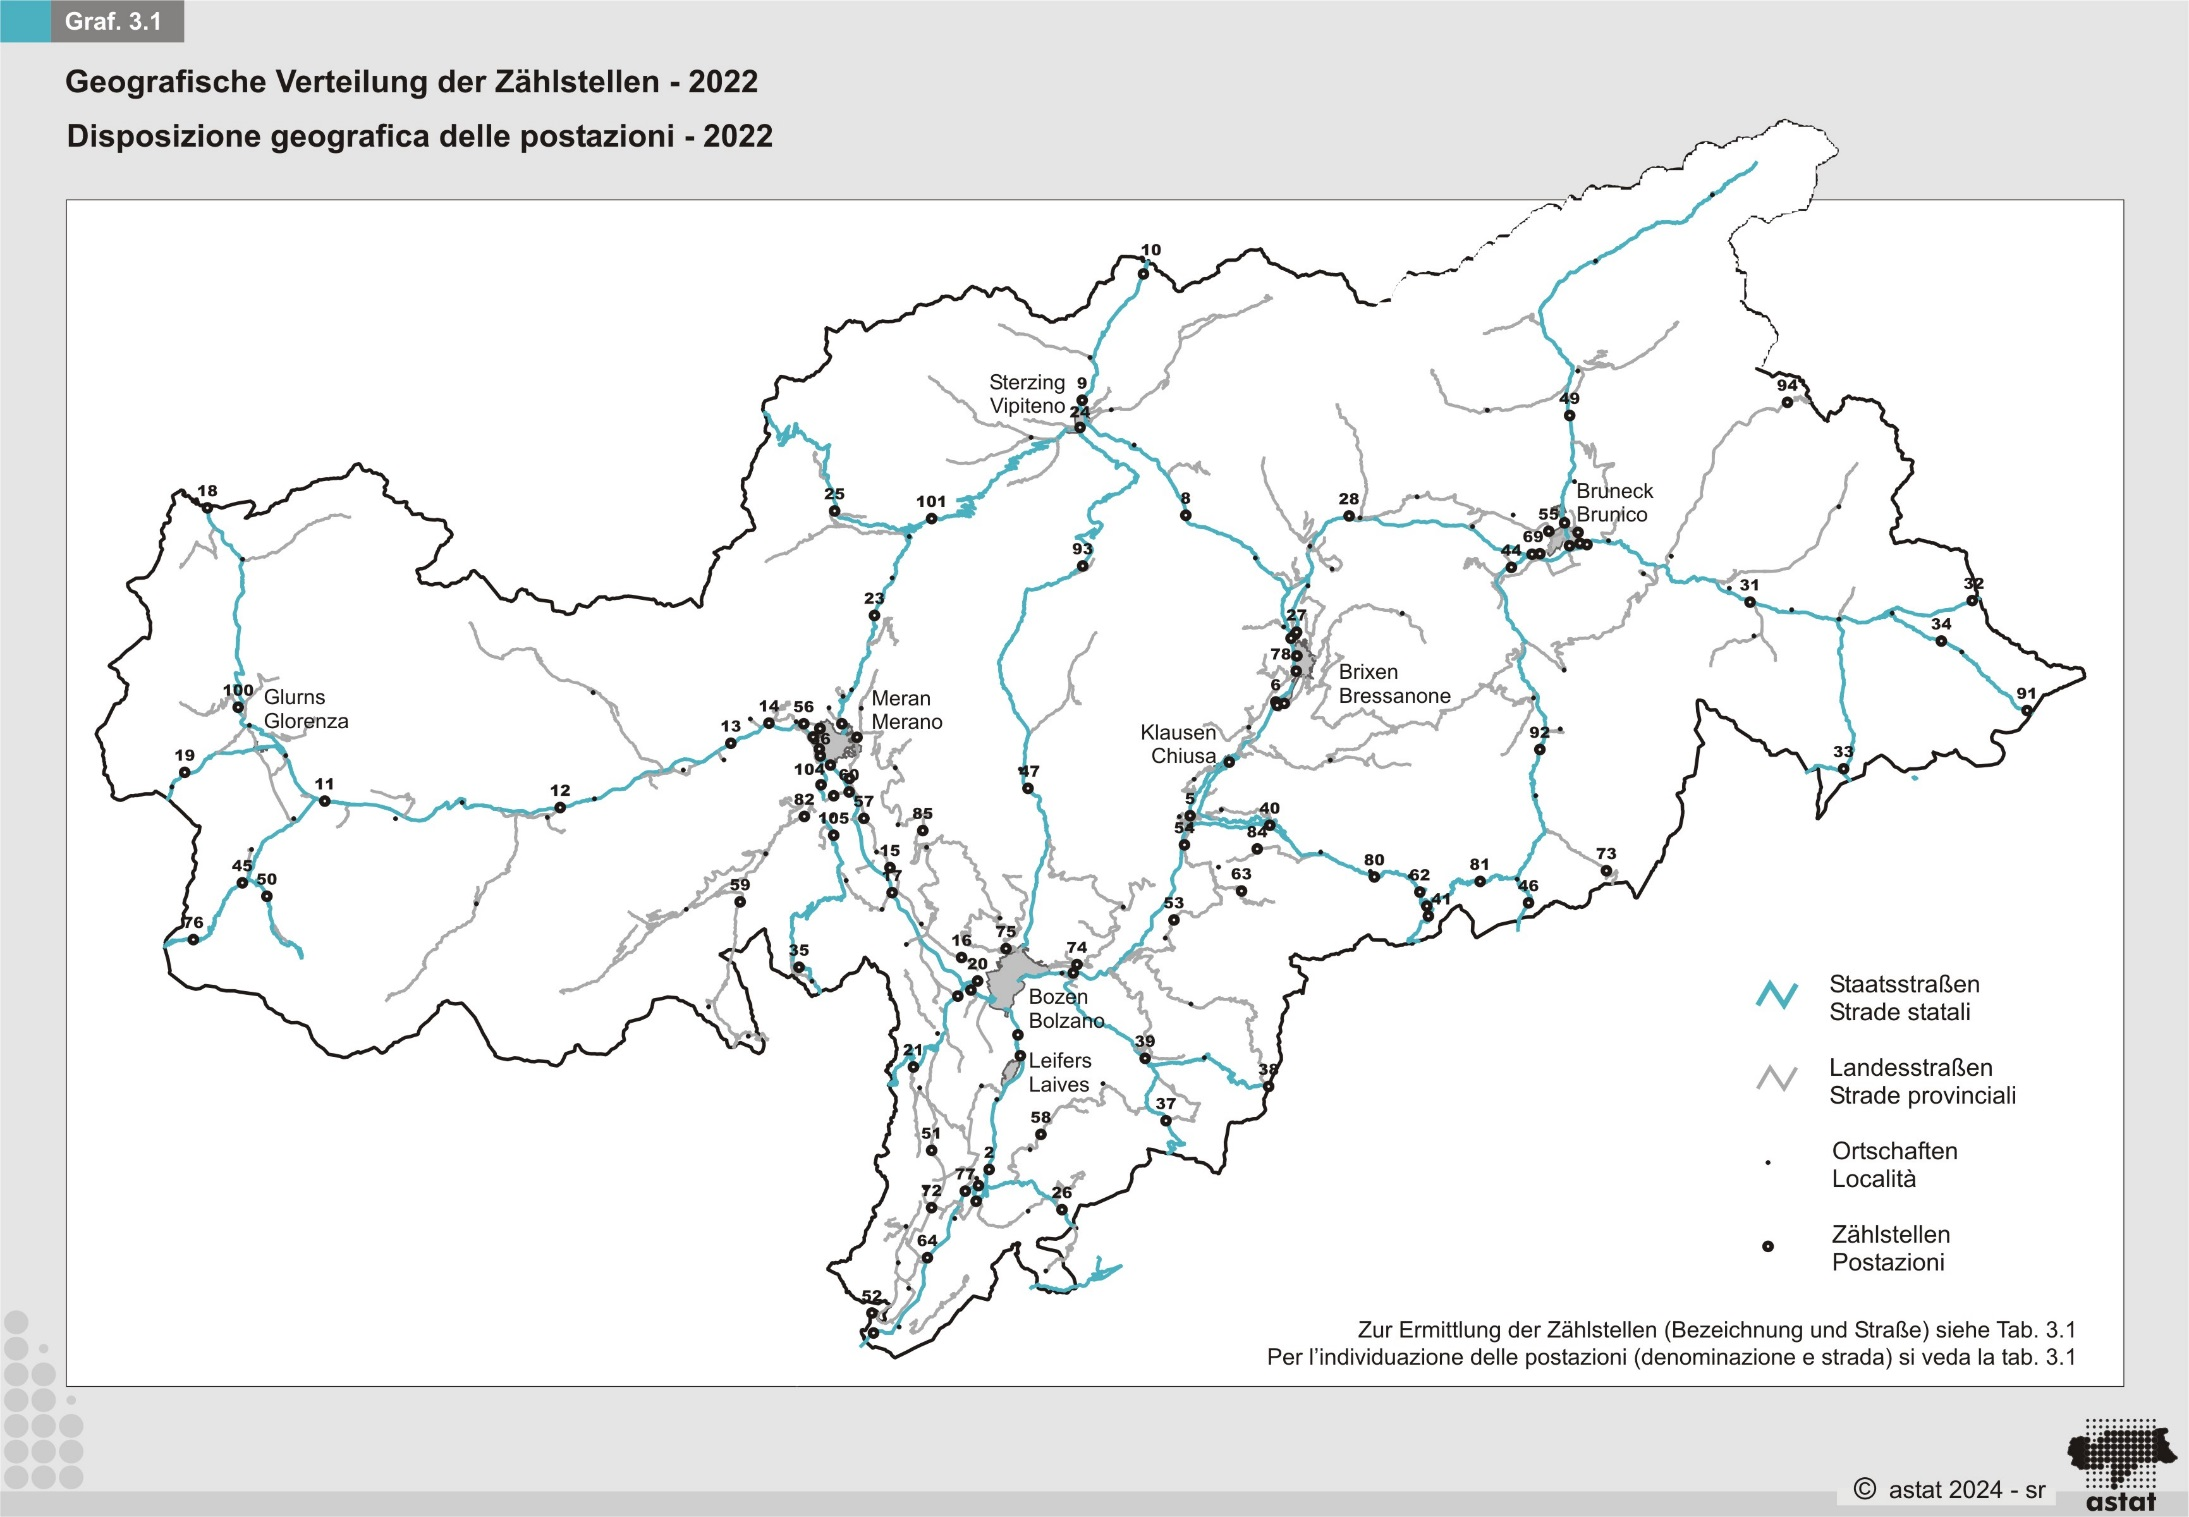 Graf. 3.1
Geografische Verteilung der Zählstellen - 2022
Disposizione geografica delle postazioni - 2022
10
Sterzing
Vipiteno
9
24
94
49
18
25
101
8
28
Bruneck
Brunico
55
69
44
93
23
31
32
34
27
78
Brixen
Bressanone
6
91
100
Glurns
Glorenza
Meran
Merano
14
56
13
Klausen
Chiusa
92
19
33
104
60
47
11
12
82
57
105
85
5
54
40
84
15
17
45
50
59
63
80
62
41
81
46
73
76
53
35
16
75
20
74
Bozen
Bolzano
21
39
Leifers
Laives
38
37
58
51
2
77
72
26
64
52
Staatsstraßen
Strade statali
Landesstraßen
Strade provinciali
Ortschaften
Località
Zählstellen
Postazioni
Zur Ermittlung der Zählstellen (Bezeichnung und Straße) siehe Tab. 3.1
Per l'individuazione delle postazioni (denominazione e strada) si veda la tab. 3.1
© astat 2024 - sr
astat